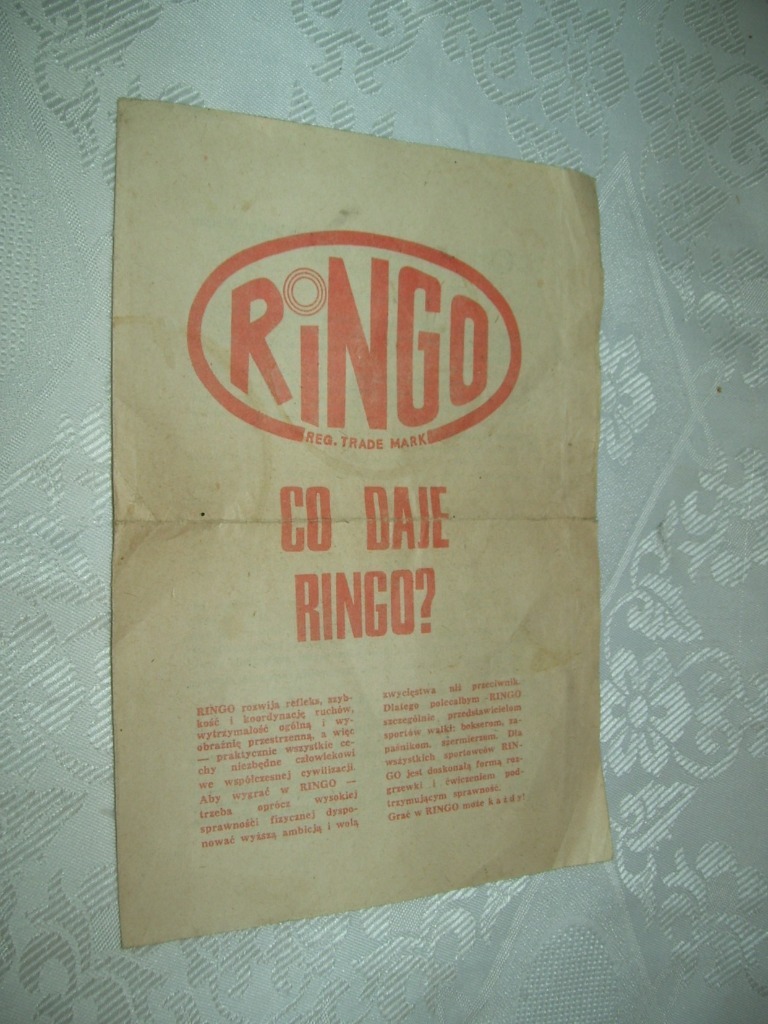 RiNGO
REG. TRADE MARK
CO DAJE
RINGO?
RINGO rozwija refleks, szyb-
kość i koordynację ruchów,
wytrzymałość ogólną i wy-
obraźnię przestrzenną, a więc
— praktycznie wszystkie ce-
chy niezbędne człowiekowi
we współczesnej cywilizacji.
Aby wygrać w RINGO —
trzeba oprócz wysokiej
sprawności fizycznej dyspo-
nować wyższą ambicją i wolą
zwycięstwa niż przeciwnik.
Dlatego polecałbym RINGO
szczególnie przedstawicielom
sportów walki: bokserom, za-
paśnikom, szermierzom. Dla
wszystkich sportowców RIN-
GO jest doskonałą formą roz-
grzewki i ćwiczeniem pod-
trzymującym sprawność.
Grać w RINGO może każdy!